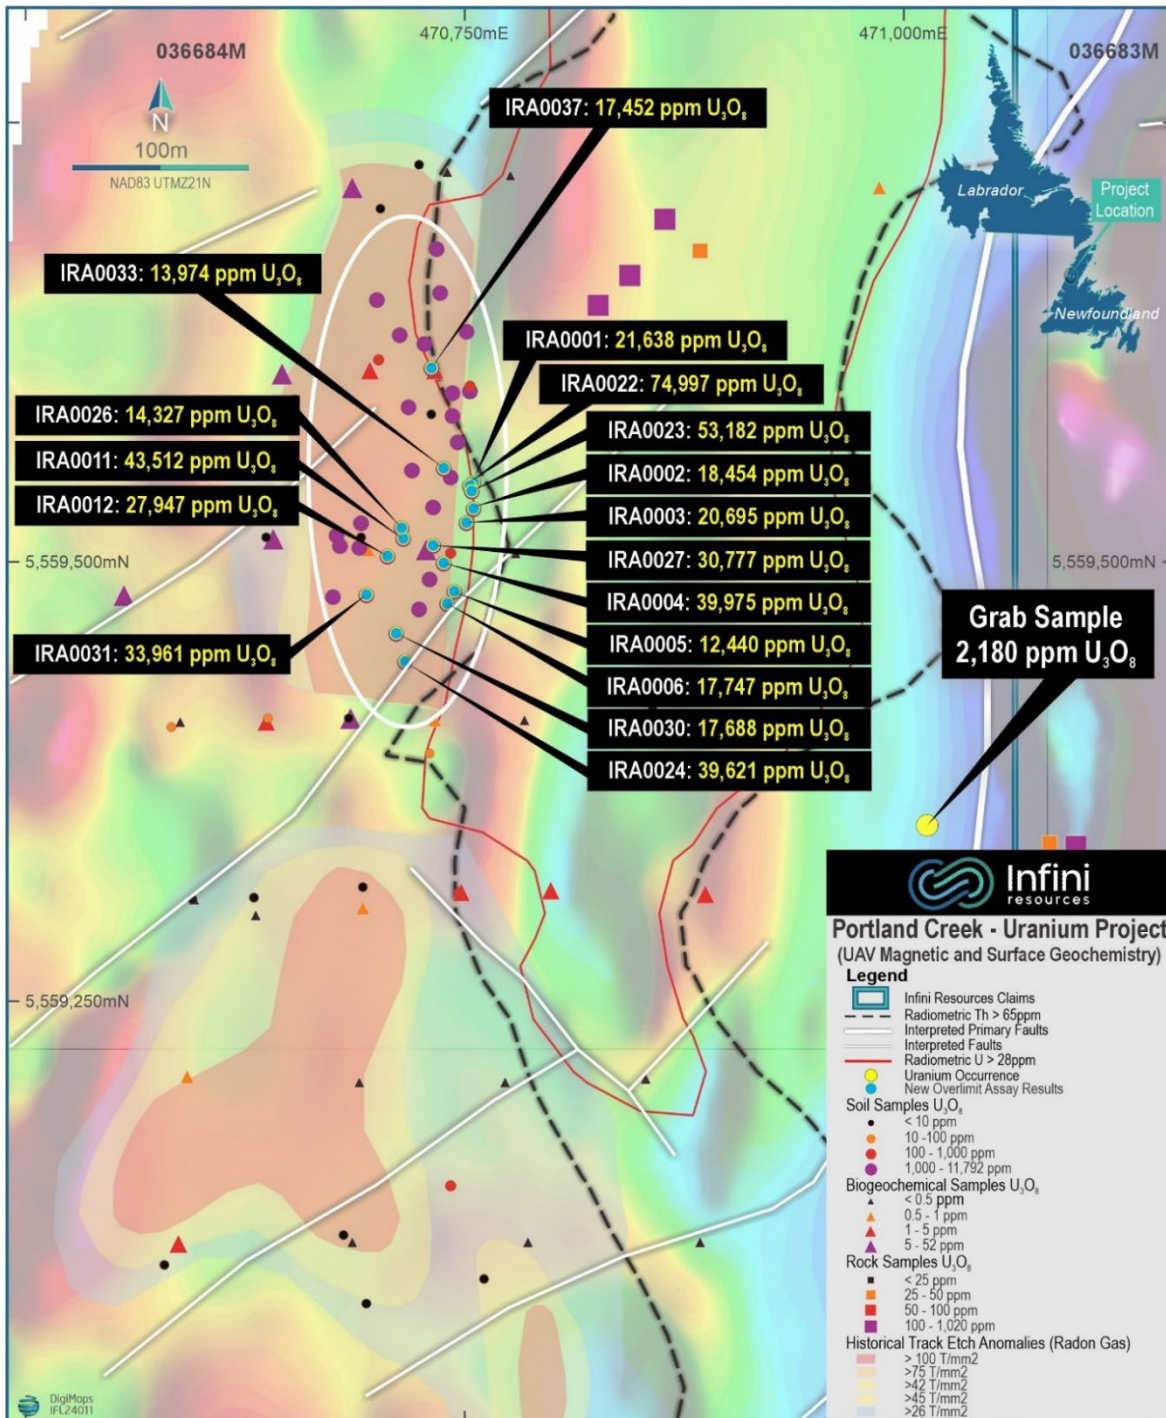 470,750mE
471,000mE
036684M
036683M
N
100m
NAD83 UTMZ21N
Labrador
Project
Location
Newfoundland
IRA0037: 17,452 ppm U₃O₈
IRA0033: 13,974 ppm U₃O₈
IRA0001: 21,638 ppm U₃O₈
IRA0022: 74,997 ppm U₃O₈
IRA0026: 14,327 ppm U₃O₈
IRA0023: 53,182 ppm U₃O₈
IRA0011: 43,512 ppm U₃O₈
IRA0002: 18,454 ppm U₃O₈
IRA0012: 27,947 ppm U₃O₈
IRA0003: 20,695 ppm U₃O₈
5,559,500mN
IRA0027: 30,777 ppm U₃O₈
5,559,500mN
IRA0004: 39,975 ppm U₃O₈
Grab Sample
2,180 ppm U₃O₈
IRA0005: 12,440 ppm U₃O₈
IRA0031: 33,961 ppm U₃O₈
IRA0006: 17,747 ppm U₃O₈
IRA0030: 17,688 ppm U₃O₈
IRA0024: 39,621 ppm U₃O₈
5,559,250mN
Infini
resources
Portland Creek - Uranium Project
(UAV Magnetic and Surface Geochemistry)
Legend
Infini Resources Claims
Radiometric Th > 65ppm
Interpreted Primary Faults
Interpreted Faults
Radiometric U > 28ppm
Uranium Occurrence
New Overlimit Assay Results
Soil Samples U₃O₈
< 10 ppm
10 -100 ppm
100 - 1,000 ppm
1,000 - 11,792 ppm
Biogeochemical Samples U₃O₈
< 0.5 ppm
0.5 - 1 ppm
1 - 5 ppm
5 - 52 ppm
Rock Samples U₃O₈
< 25 ppm
25 - 50 ppm
50 - 100 ppm
100 - 1,020 ppm
Historical Track Etch Anomalies (Radon Gas)
> 100 T/mm2
>75 T/mm2
>42 T/mm2
>45 T/mm2
>26 T/mm2
DigiMaps
IFL24011